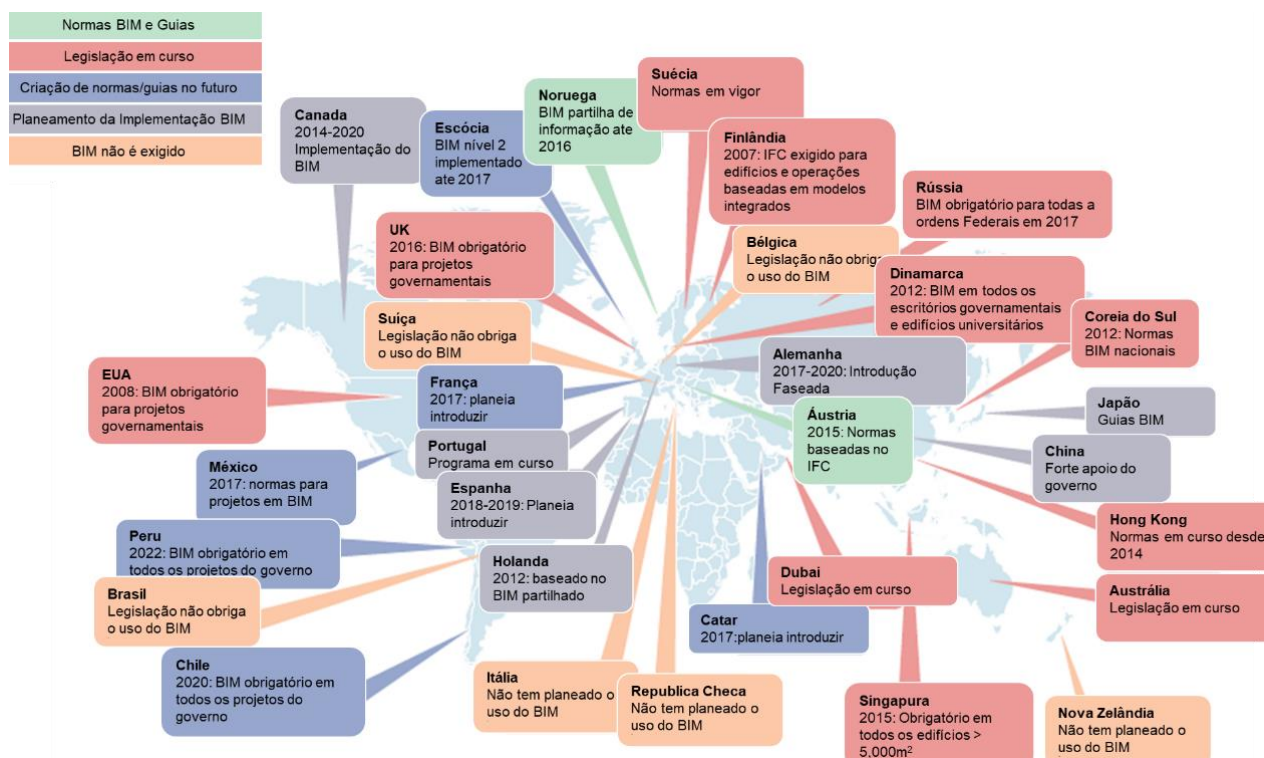 Normas BIM e Guias
Legislação em curso
Criação de normas/guias no futuro
Planeamento da Implementação BIM
BIM não é exigido
Canada
2014-2020
Implementação do
BIM
Escócia
BIM nível 2
implementado
ate 2017
Noruega
BIM partilha de
informação ate
2016
Suécia
Normas em vigor
Finlândia
2007: IFC exigido para
edifícios e operações
baseadas em modelos
integrados
Rússia
BIM obrigatório para todas a
ordens Federais em 2017
UK
2016: BIM obrigatório
para projetos
governamentais
Bélgica
Legislação não obriga
o uso do BIM
Dinamarca
2012: BIM em todos os
escritórios governamentais
e edifícios universitários
Coreia do Sul
2012: Normas
BIM nacionais
Suíça
Legislação não obriga
o uso do BIM
Alemanha
2017-2020: Introdução
Faseada
EUA
2008: BIM obrigatório
para projetos
governamentais
França
2017: planeia
introduzir
Áustria
2015: Normas
baseadas no
IFC
Japão
Guias BIM
Portugal
Programa em curso
China
Forte apoio do
governo
México
2017: normas para
projetos em BIM
Espanha
2018-2019: Planeia
introduzir
Hong Kong
Normas em curso desde
2014
Peru
2022: BIM obrigatório em
todos os projetos do governo
Holanda
2012: baseado no
BIM partilhado
Dubai
Legislação em curso
Austrália
Legislação em curso
Brasil
Legislação não obriga
o uso do BIM
Catar
2017:planeia introduzir
Chile
2020: BIM obrigatório em
todos os projetos do
governo
Itália
Não tem planeado o
uso do BIM
Republica Checa
Não tem planeado o
uso do BIM
Singapura
2015: Obrigatório em
todos os edifícios >
5,000m²
Nova Zelândia
Não tem planeado o
uso do BIM